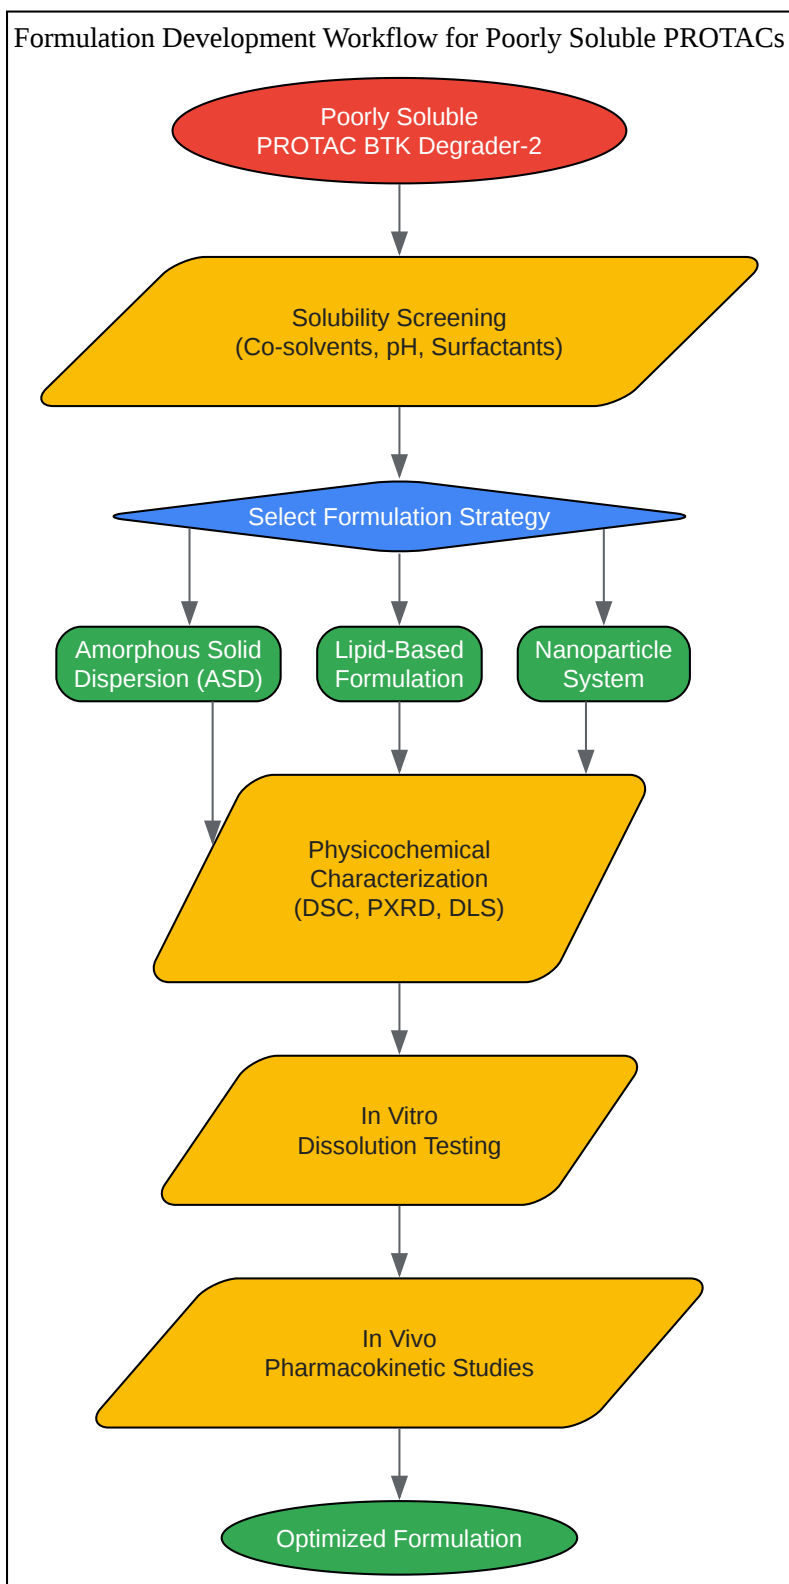 Formulation Development Workflow for Poorly Soluble PROTACs
Poorly Soluble
PROTAC BTK Degrader-2
Solubility Screening
(Co-solvents, pH, Surfactants)
Select Formulation Strategy
Amorphous Solid
Dispersion (ASD)
Lipid-Based
Formulation
Nanoparticle
System
Physicochemical
Characterization
(DSC, PXRD, DLS)
In Vitro
Dissolution Testing
In Vivo
Pharmacokinetic Studies
Optimized Formulation